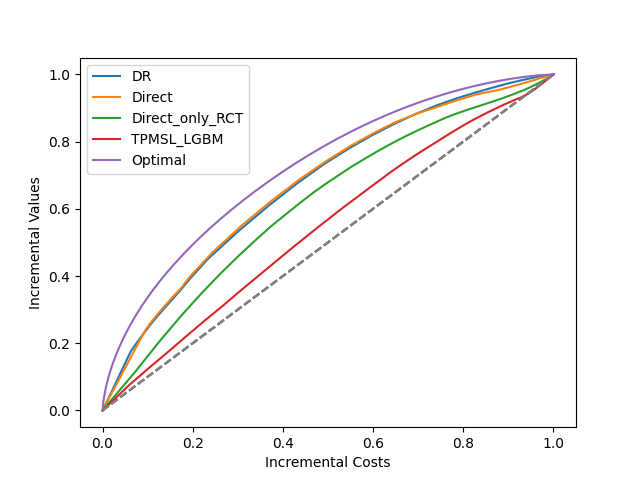 DR
Direct
Direct_only_RCT
TPMSL_LGBM
Optimal
1.0
0.8
0.6
0.4
0.2
0.0
Incremental Values
0.0 0.2 0.4 0.6 0.8 1.0
Incremental Costs